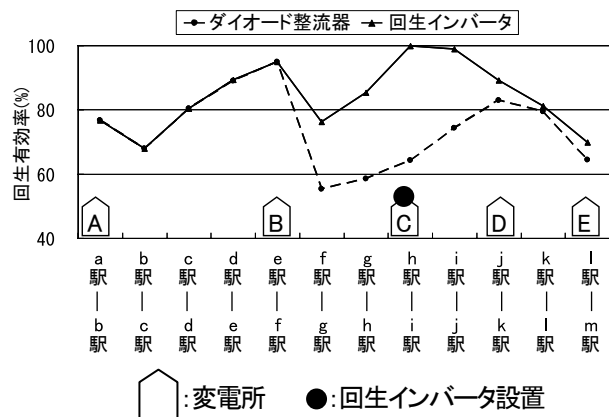 ダイオード整流器 回生インバータ
回生有効率(%)
100
80
60
40
A B C D E
a駅—b駅
b駅—c駅
c駅—d駅
d駅—e駅
e駅—f駅
f駅—g駅
g駅—h駅
h駅—i駅
i駅—j駅
j駅—k駅
k駅—l駅
l駅—m駅
:変電所 :回生インバータ設置